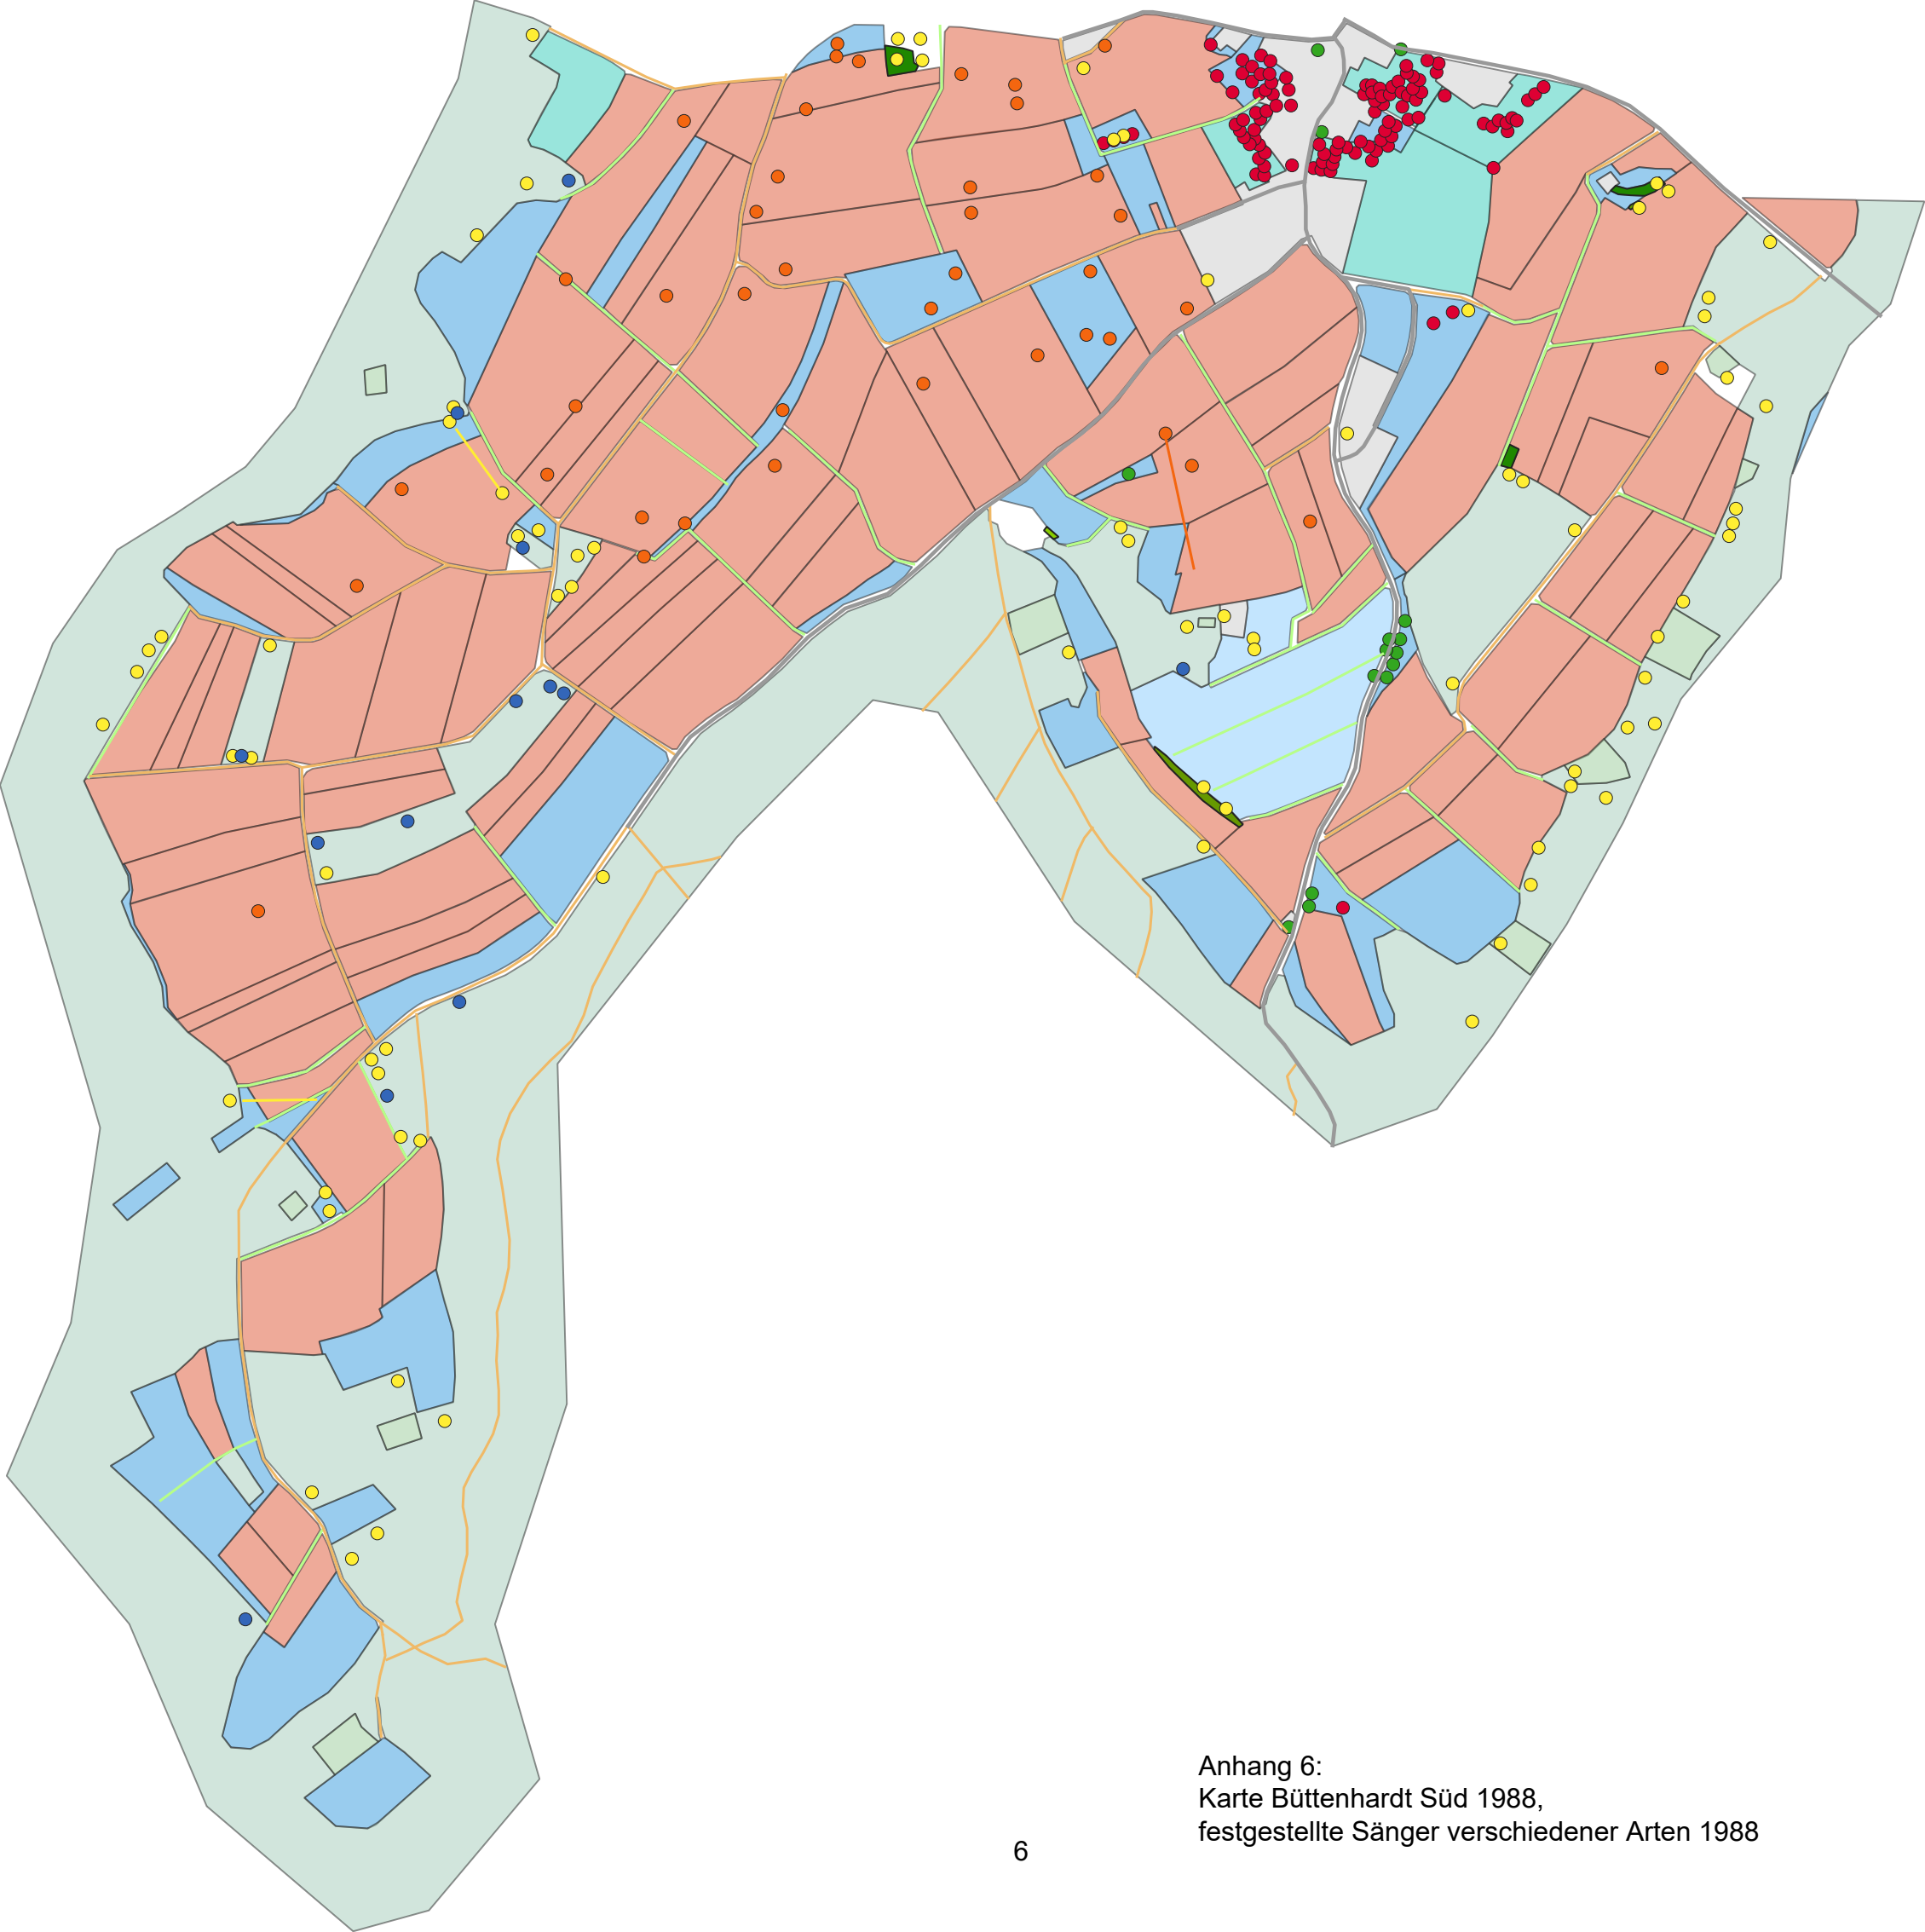 Anhang 6:
Karte Büttenhardt Süd 1988,
festgestellte Sänger verschiedener Arten 1988
6